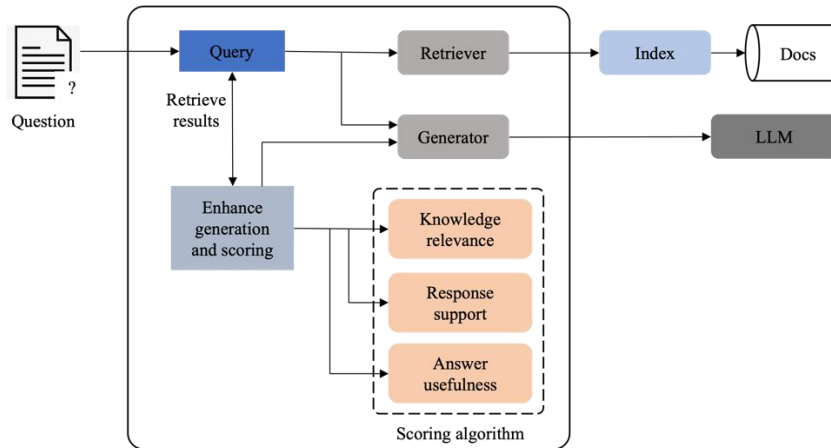 ?
Question
Query
Retriever
Index
Docs
Retrieve
results
Generator
LLM
Enhance
generation
and scoring
Knowledge
relevance
Response
support
Answer
usefulness
Scoring algorithm